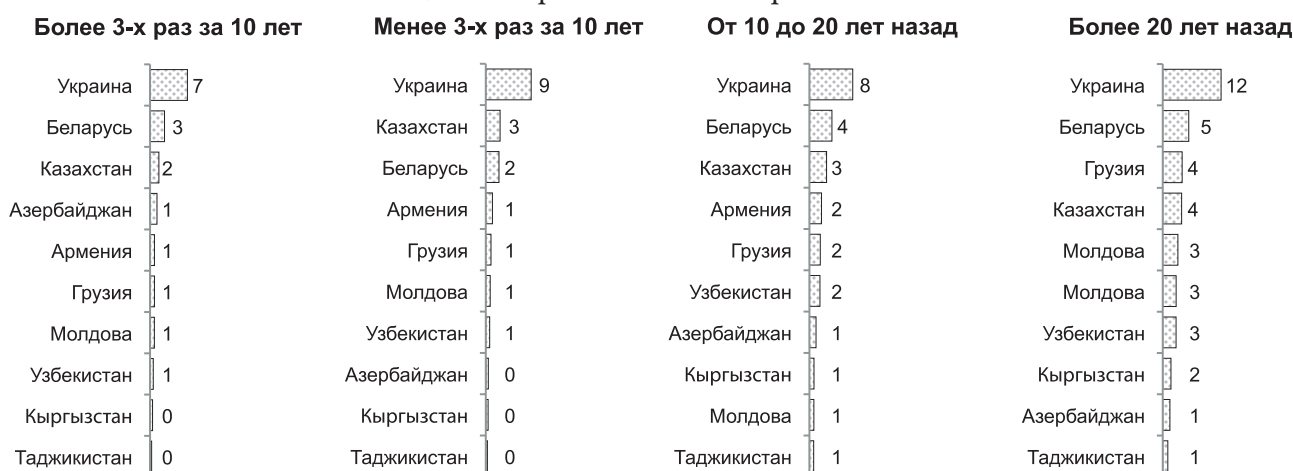 Более 3-х раз за 10 лет
Украина 7
Беларусь 3
Казахстан 2
Азербайджан 1
Армения 1
Грузия 1
Молдова 1
Узбекистан 1
Кыргызстан 0
Таджикистан 0
Менее 3-х раз за 10 лет
Украина 9
Казахстан 3
Беларусь 2
Армения 1
Грузия 1
Молдова 1
Узбекистан 1
Азербайджан 0
Кыргызстан 0
Таджикистан 0
От 10 до 20 лет назад
Украина 8
Беларусь 4
Казахстан 3
Армения 2
Грузия 2
Узбекистан 2
Азербайджан 1
Кыргызстан 1
Молдова 1
Таджикистан 1
Более 20 лет назад
Украина 12
Беларусь 5
Грузия 4
Казахстан 4
Молдова 3
Молдова 3
Узбекистан 3
Кыргызстан 2
Азербайджан 1
Таджикистан 1